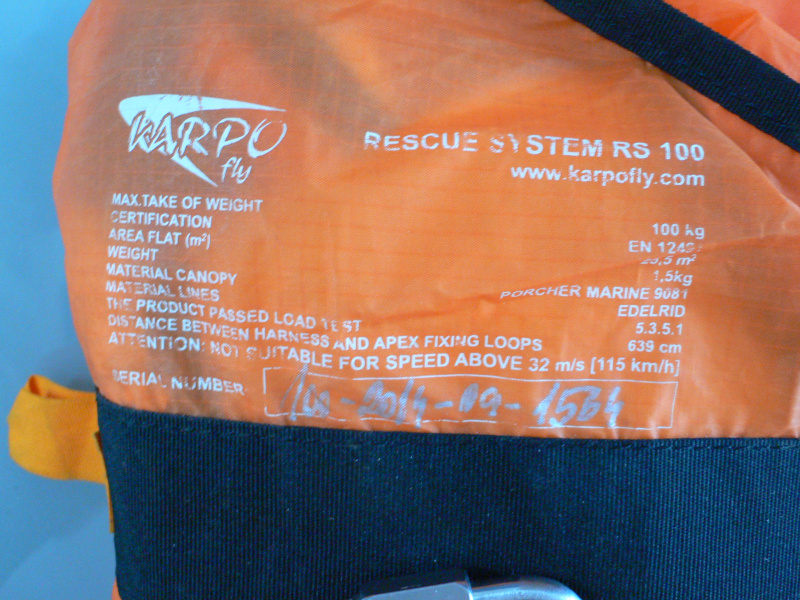 KARPO
fly
RESCUE SYSTEM RS 100
www.karpofly.com
MAX.TAKE OF WEIGHT 100 kg
CERTIFICATION EN
AREA FLAT (m²) m²
WEIGHT 1,5kg
MATERIAL CANOPY PORCHER MARINE 9081
MATERIAL LINES EDELRID
THE PRODUCT PASSED LOAD TEST 5.3.5.1
DISTANCE BETWEEN HARNESS AND APEX FIXING LOOPS 639 cm
ATTENTION: NOT SUITABLE FOR SPEED ABOVE 32 m/s [115 km/h]
SERIAL NUMBER